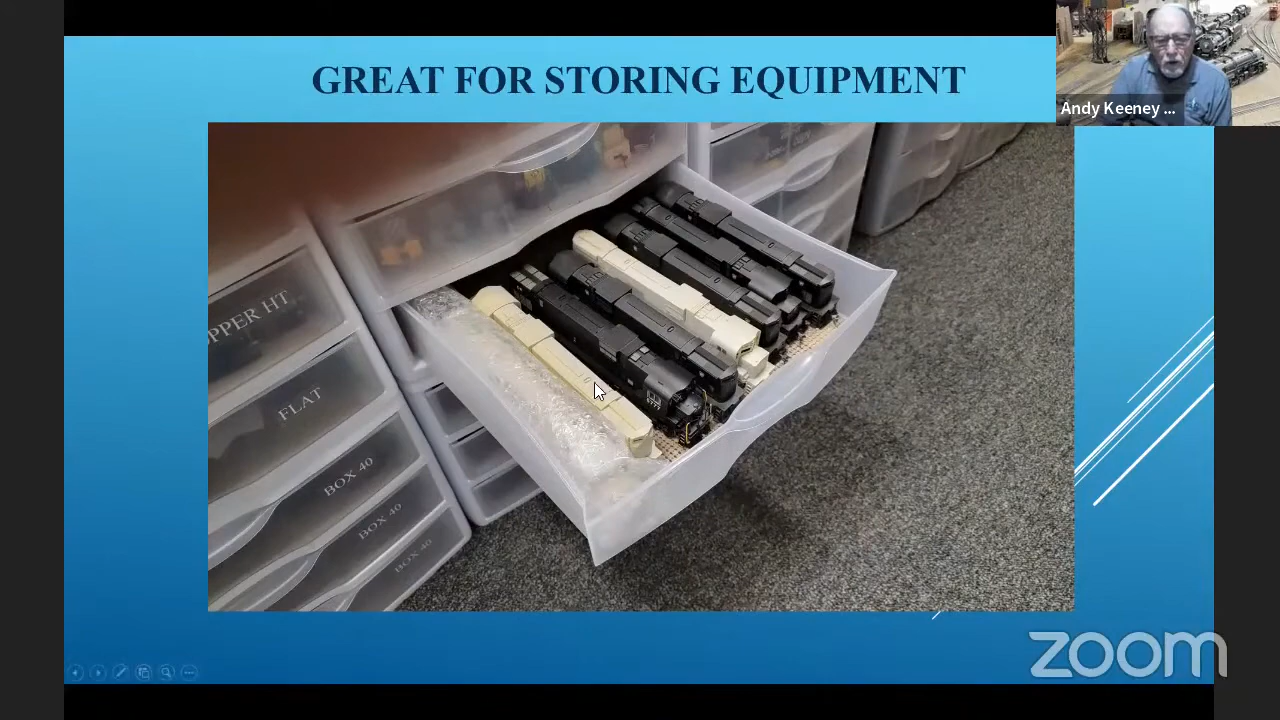 GREAT FOR STORING EQUIPMENT
Andy Keeney ...
PPER HT
FLAT
BOX 40
BOX 40
BOX 40
zoom